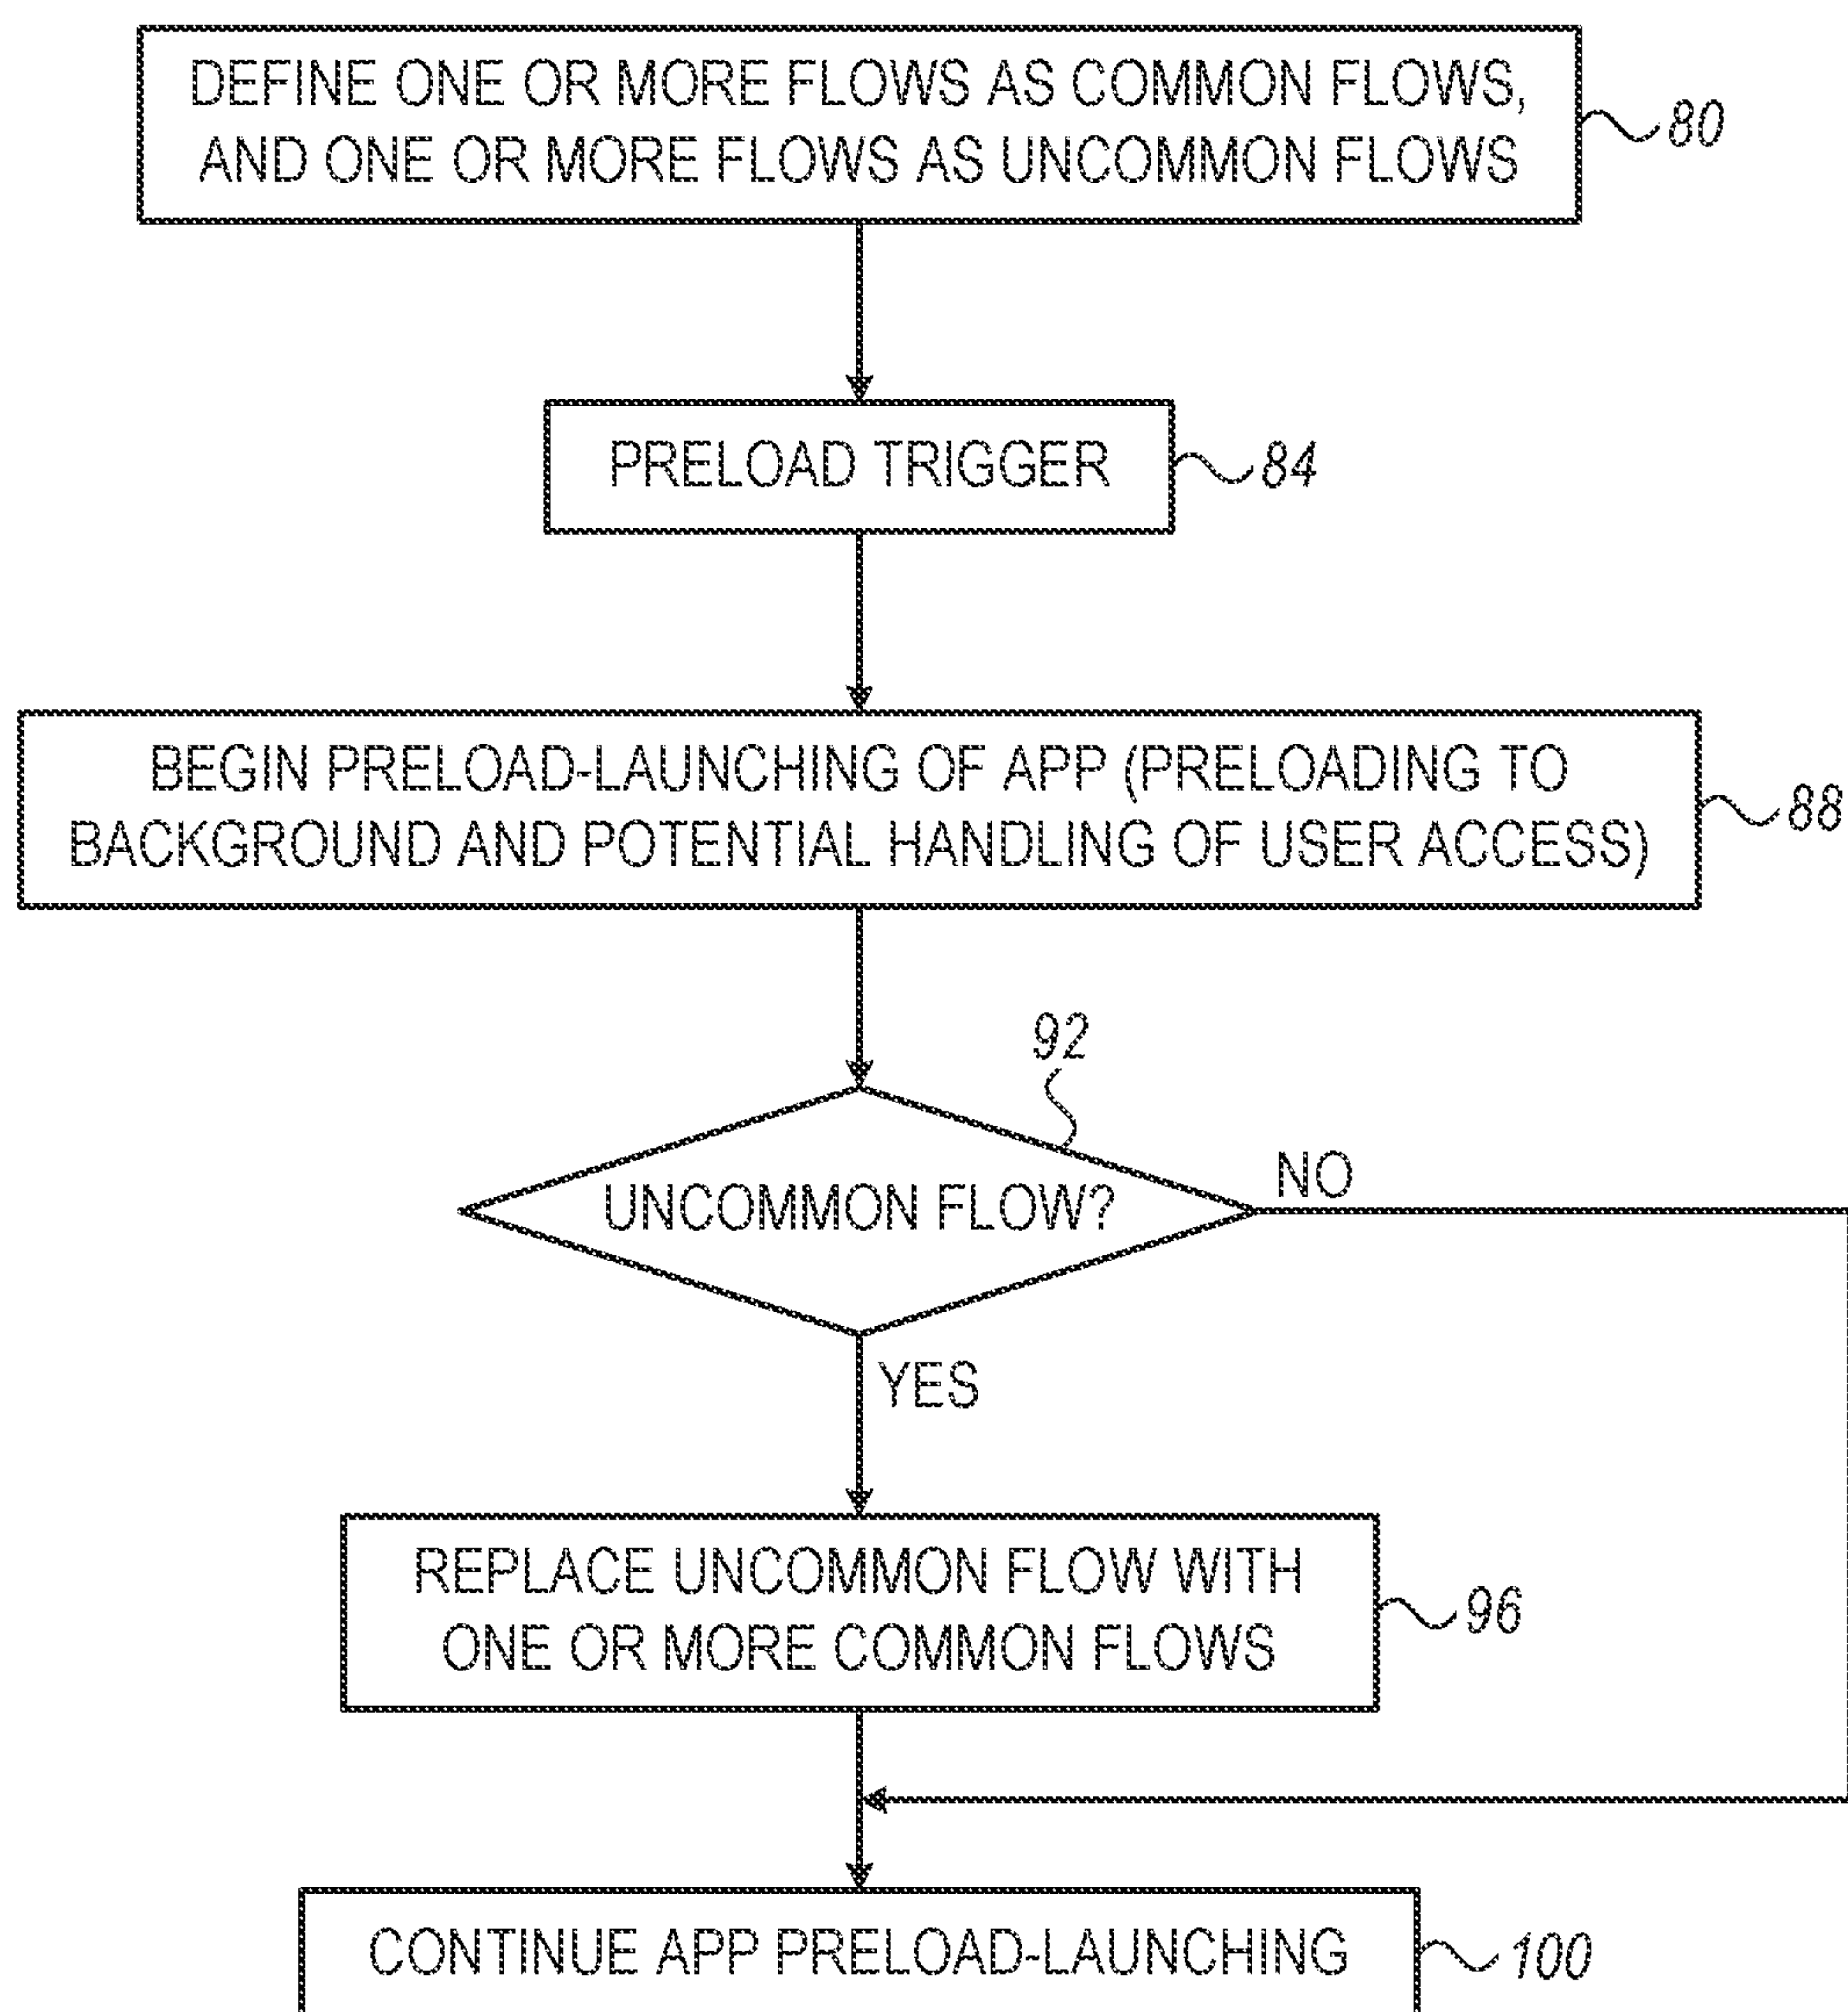 DEFINE ONE OR MORE FLOWS AS COMMON FLOWS,
AND ONE OR MORE FLOWS AS UNCOMMON FLOWS
80
PRELOAD TRIGGER
84
BEGIN PRELOAD-LAUNCHING OF APP (PRELOADING TO
BACKGROUND AND POTENTIAL HANDLING OF USER ACCESS)
88
92
UNCOMMON FLOW?
NO
YES
REPLACE UNCOMMON FLOW WITH
ONE OR MORE COMMON FLOWS
96
CONTINUE APP PRELOAD-LAUNCHING
100